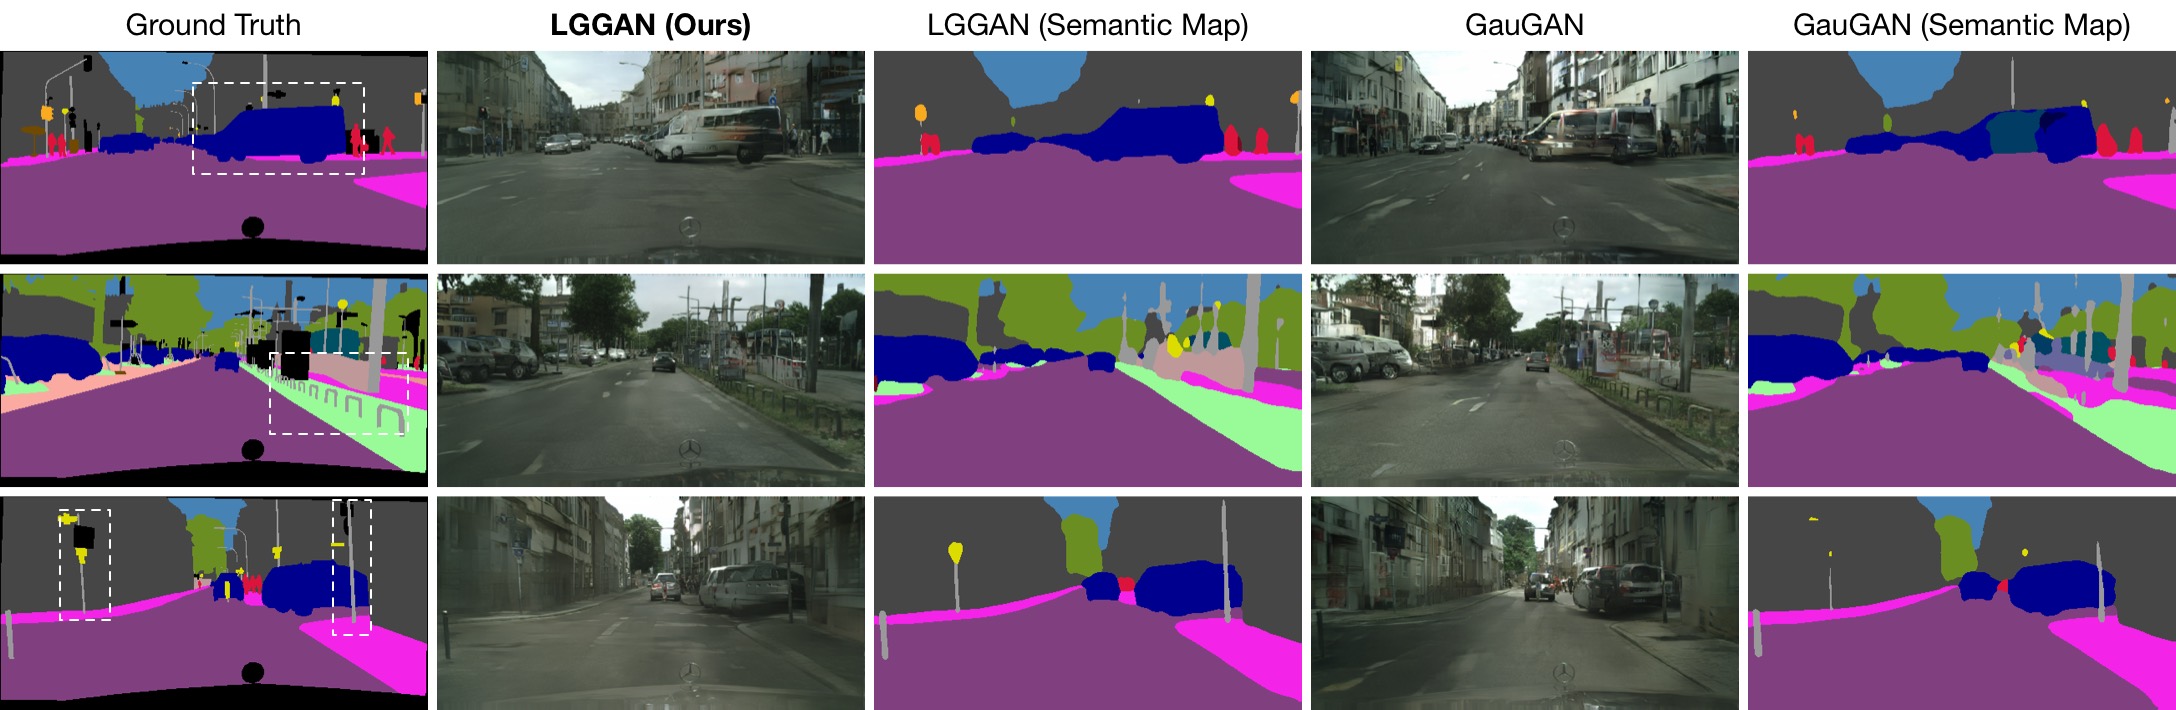 Ground Truth
LGGAN (Ours)
LGGAN (Semantic Map)
GauGAN
GauGAN (Semantic Map)